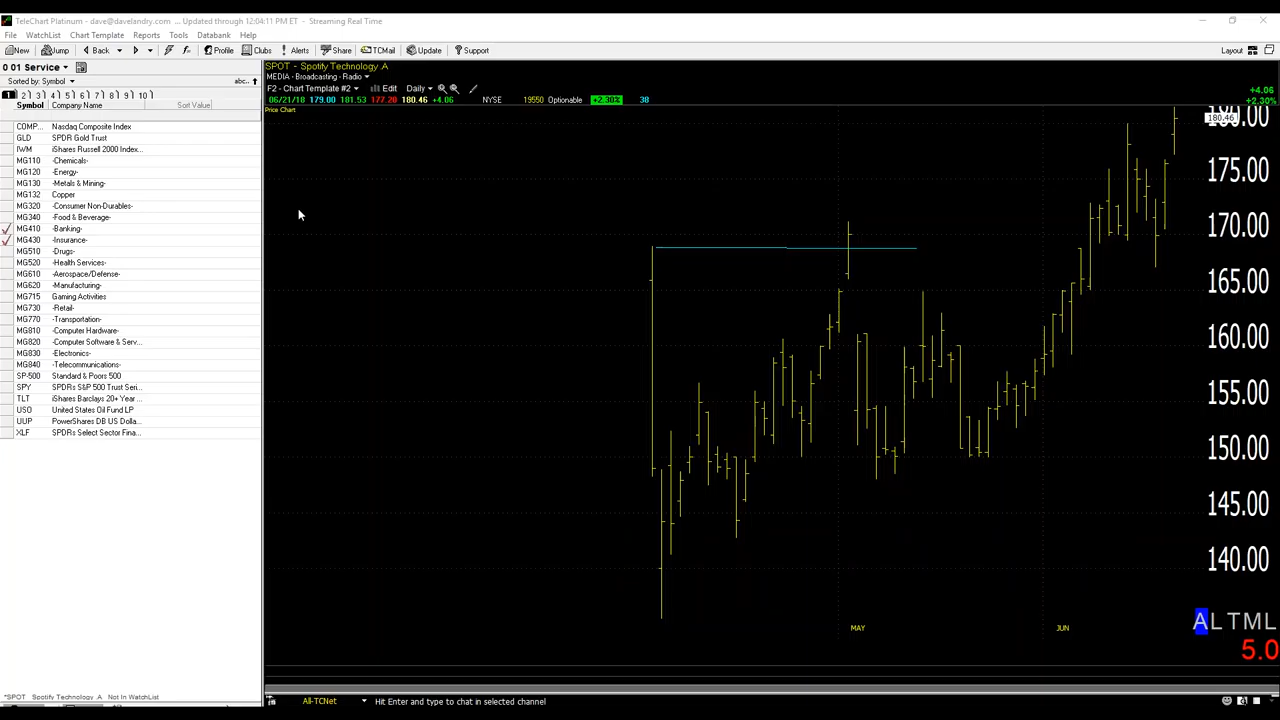 TeleChart Platinum - dave@davelandry.com ... Updated through 12:04:11 PM ET - Streaming Real Time
File WatchList Chart Template Reports Tools Databank Help
New Jump Back Profile Clubs Alerts Share TCMail Update Support Layout
0 01 Service
Sorted by: Symbol abc..
1 2 3 4 5 6 7 8 9 10
Symbol Company Name Sort Value
COMP... Nasdaq Composite Index
GLD SPDR Gold Trust
IWM iShares Russell 2000 Index...
MG110 -Chemicals-
MG120 -Energy-
MG130 -Metals & Mining-
MG132 Copper
MG320 -Consumer Non-Durables-
MG340 -Food & Beverage-
MG410 -Banking-
MG430 -Insurance-
MG510 -Drugs-
MG520 -Health Services-
MG610 -Aerospace/Defense-
MG620 -Manufacturing-
MG715 Gaming Activities
MG730 -Retail-
MG770 -Transportation-
MG810 -Computer Hardware-
MG820 -Computer Software & Serv...
MG830 -Electronics-
MG840 -Telecommunications-
SP-500 Standard & Poors 500
SPY SPDRs S&P 500 Trust Seri...
TLT iShares Barclays 20+ Year ...
USO United States Oil Fund LP
UUP PowerShares DB US Dolla...
XLF SPDRs Select Sector Fina...
*SPOT Spotify Technology .A Not In WatchList
SPOT - Spotify Technology .A
MEDIA - Broadcasting - Radio
F2 - Chart Template #2 Edit Daily
06/21/18 179.00 181.53 177.20 180.46 +4.06 NYSE 19550 Optionable +2.30% 38
+4.06
+2.30%
Price Chart
180.46
175.00
170.00
165.00
160.00
155.00
150.00
145.00
140.00
MAY JUN
ALTML
5.0
All-TCNet Hit Enter and type to chat in selected channel